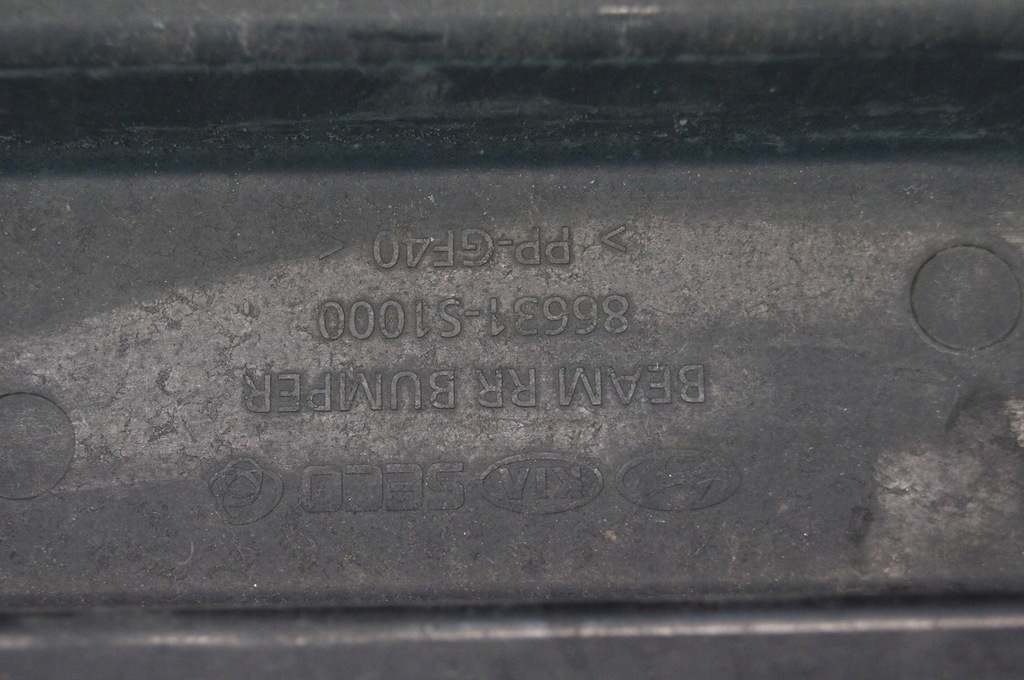 KIA SECO
BEAM RR BUMPER
86631-S1000
> PP-GF40 <